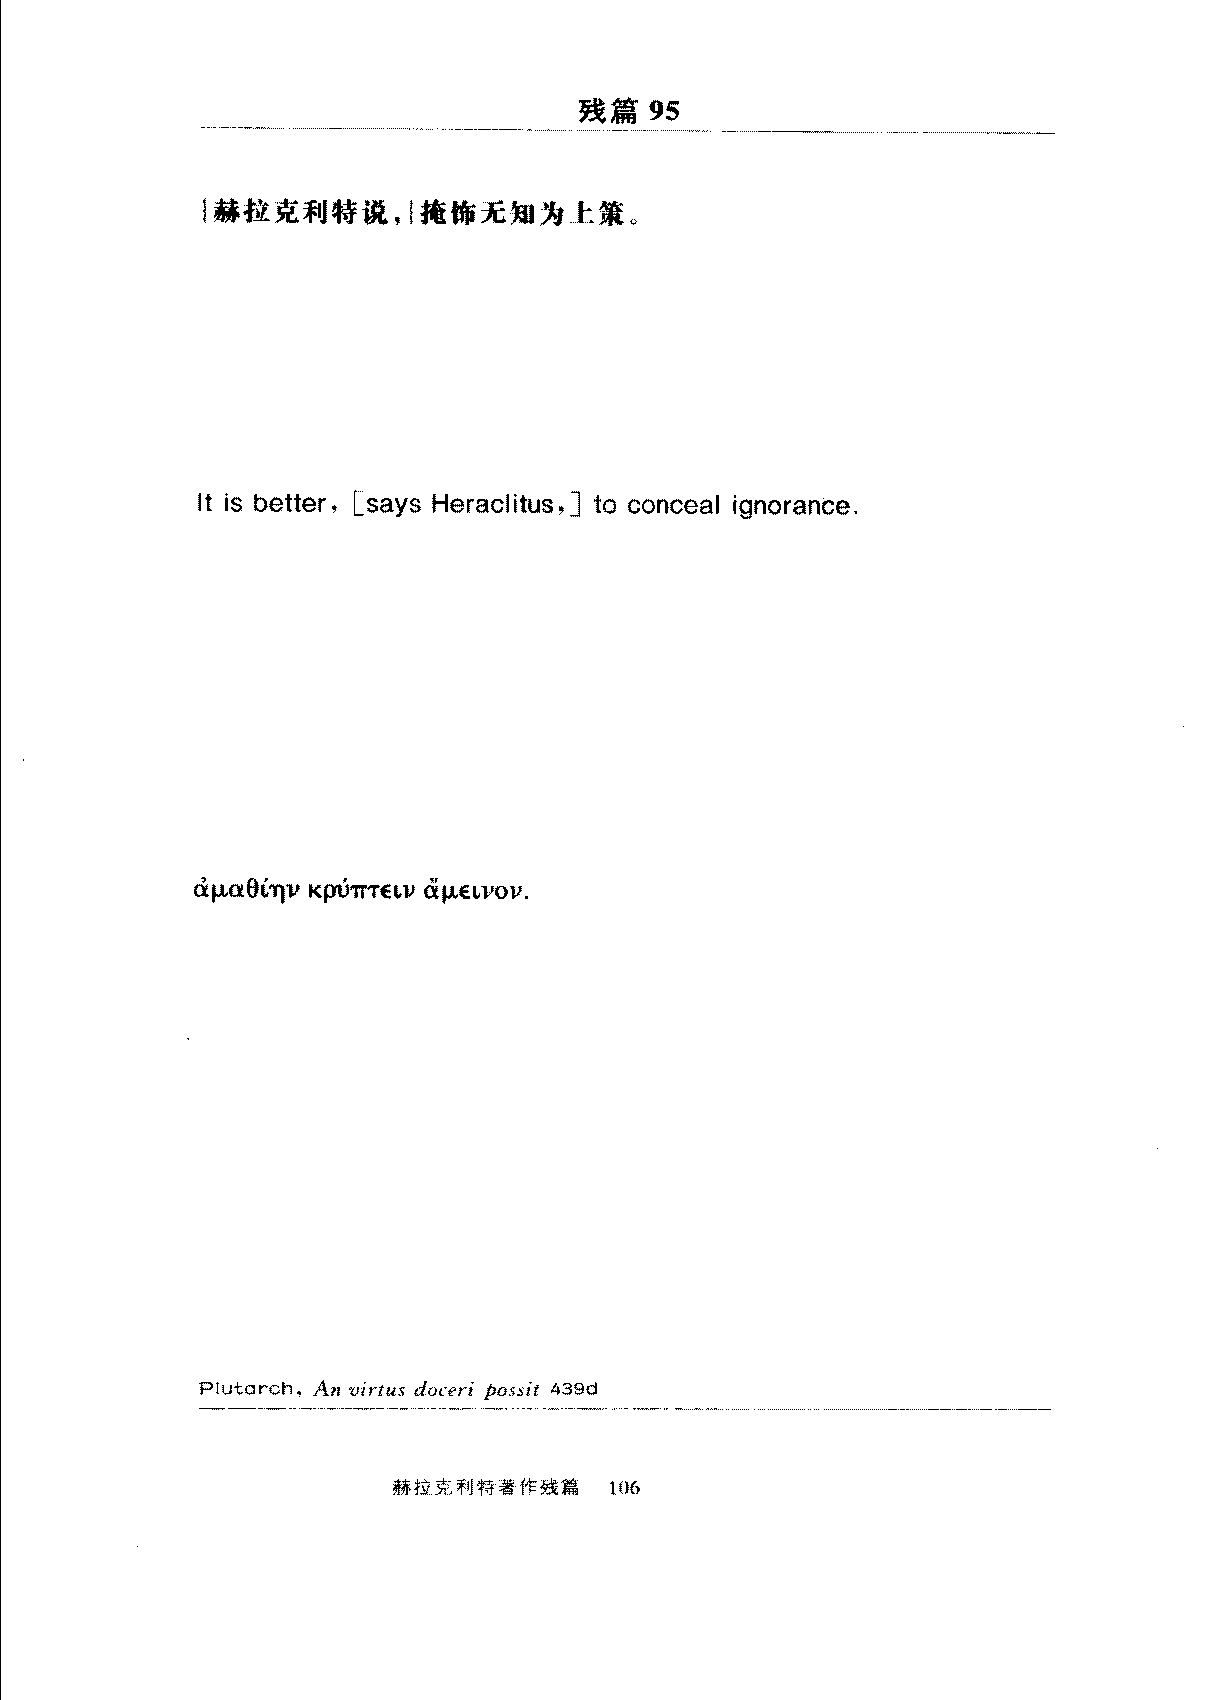 残篇 95
[赫拉克利特说,]掩饰无知为上策。
It is better, [says Heraclitus,] to conceal ignorance.
ἀμαθίην κρύπτειν ἄμεινον.
Plutarch, An virtus doceri possit 439d
赫拉克利特著作残篇 106